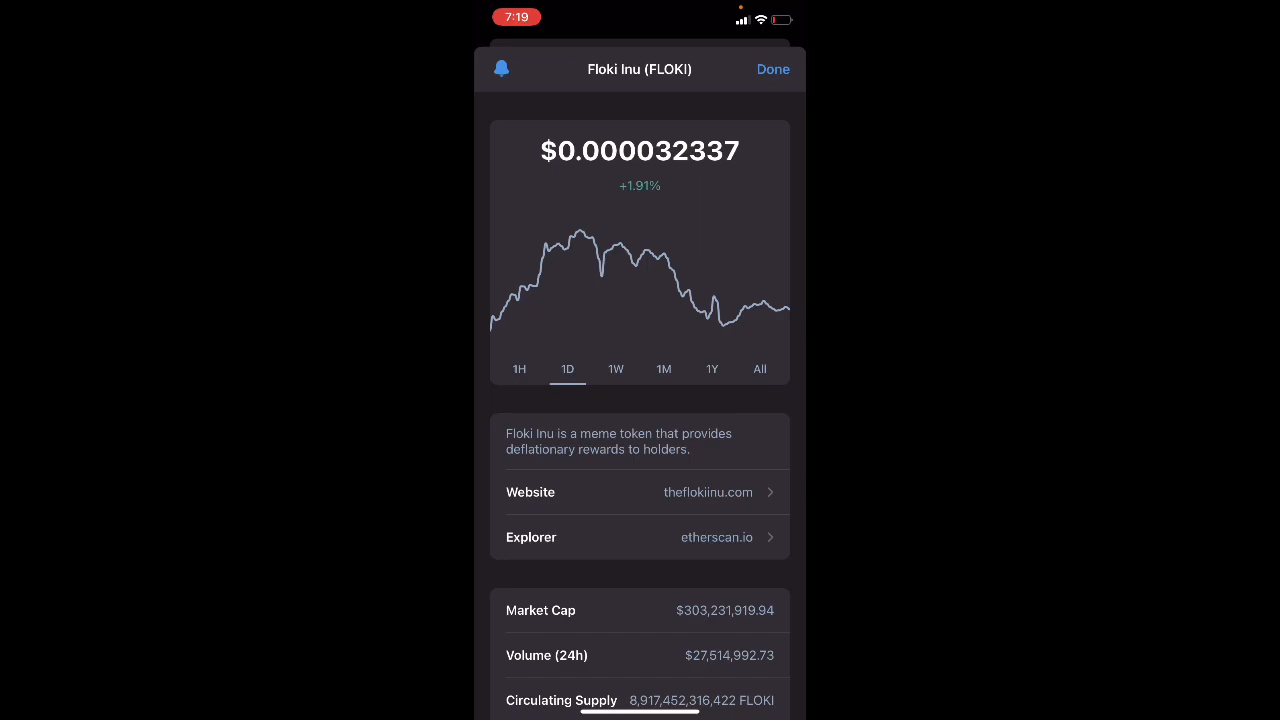 7:19
Floki Inu (FLOKI)
Done
$0.000032337
+1.91%
1H 1D 1W 1M 1Y All
Floki Inu is a meme token that provides
deflationary rewards to holders.
Website theflokiinu.com
Explorer etherscan.io
Market Cap $303,231,919.94
Volume (24h) $27,514,992.73
Circulating Supply 8,917,452,316,422 FLOKI